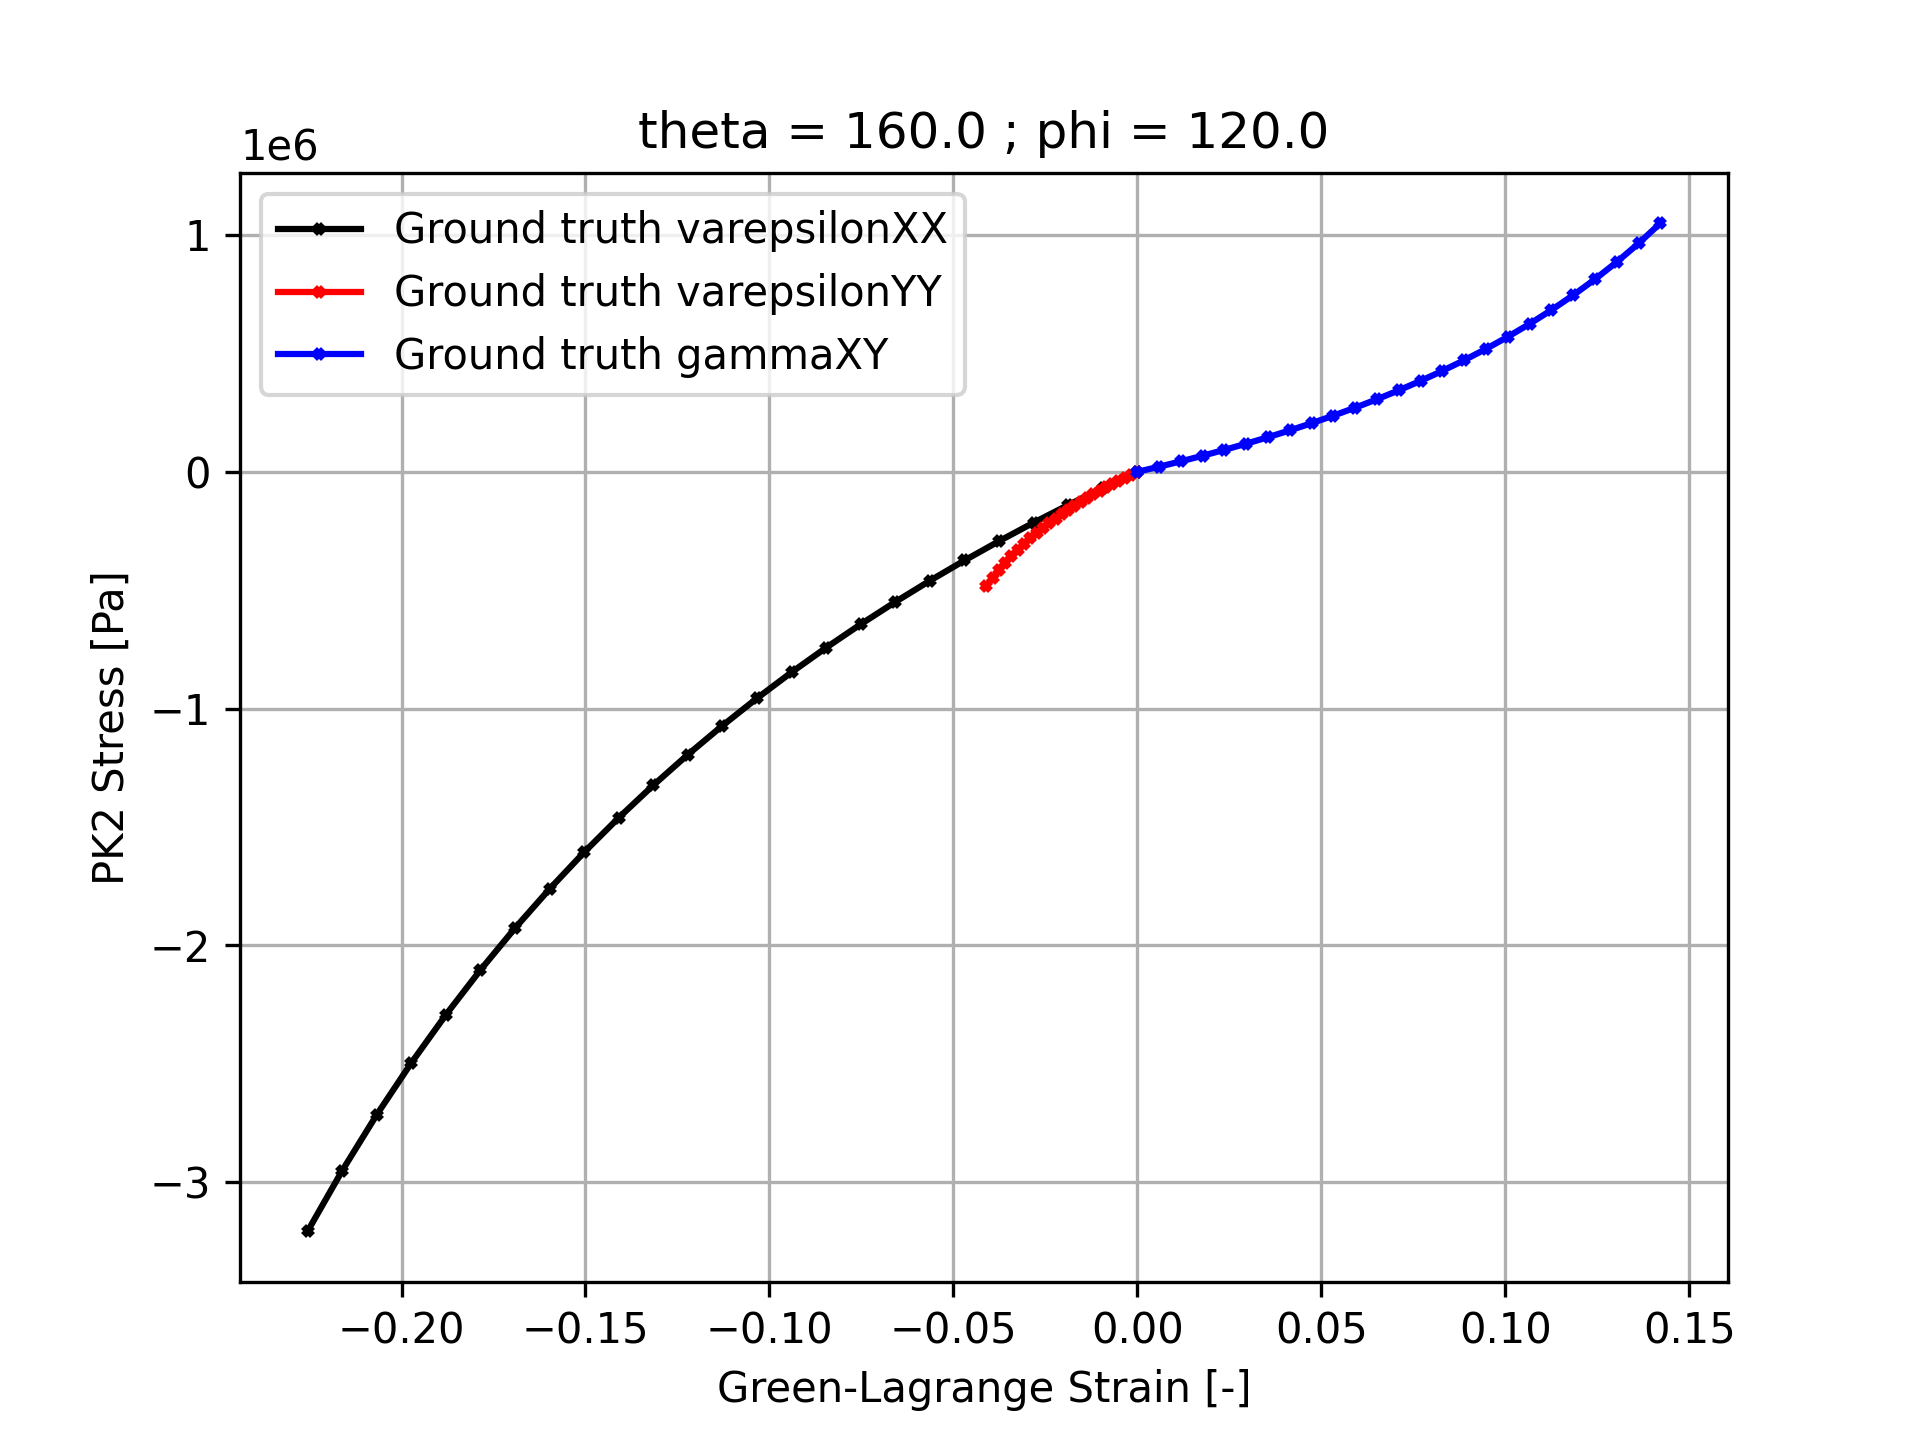 theta = 160.0 ; phi = 120.0
1e6
Ground truth varepsilonXX
Ground truth varepsilonYY
Ground truth gammaXY
1
0
−1
−2
−3
PK2 Stress [Pa]
−0.20 −0.15 −0.10 −0.05 0.00 0.05 0.10 0.15
Green-Lagrange Strain [-]